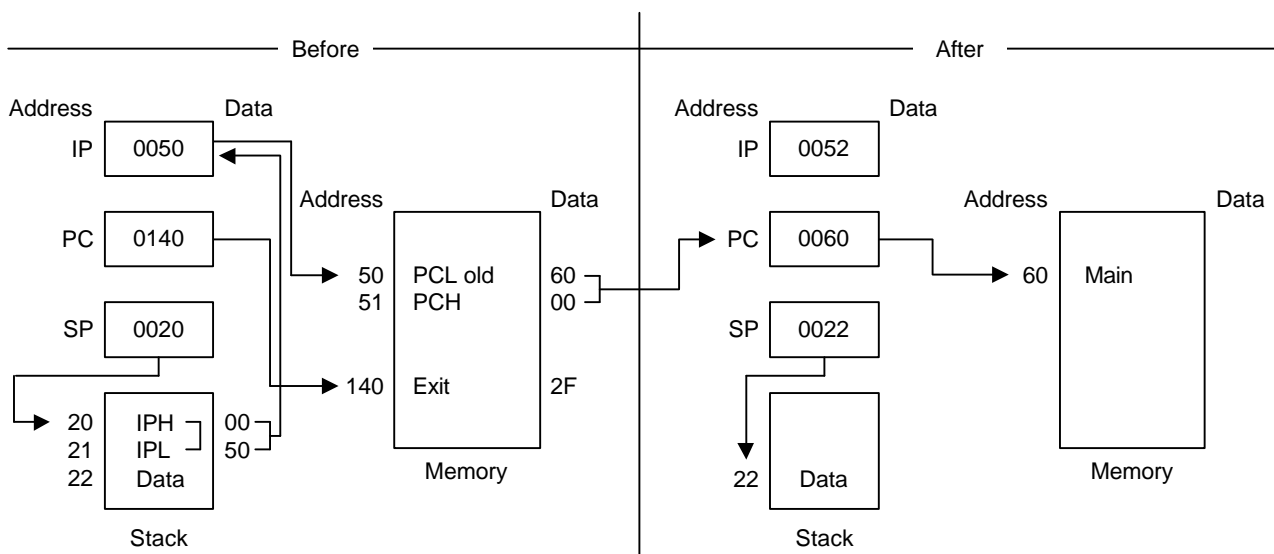 Before
After
Address Data
IP 0050
Address Data
PC 0140
50 PCL old 60
51 PCH 00
SP 0020
140 Exit 2F
20 IPH 00
21 IPL 50
22 Data
Memory
Stack
Address Data
IP 0052
Address Data
PC 0060
60 Main
SP 0022
22 Data
Memory
Stack